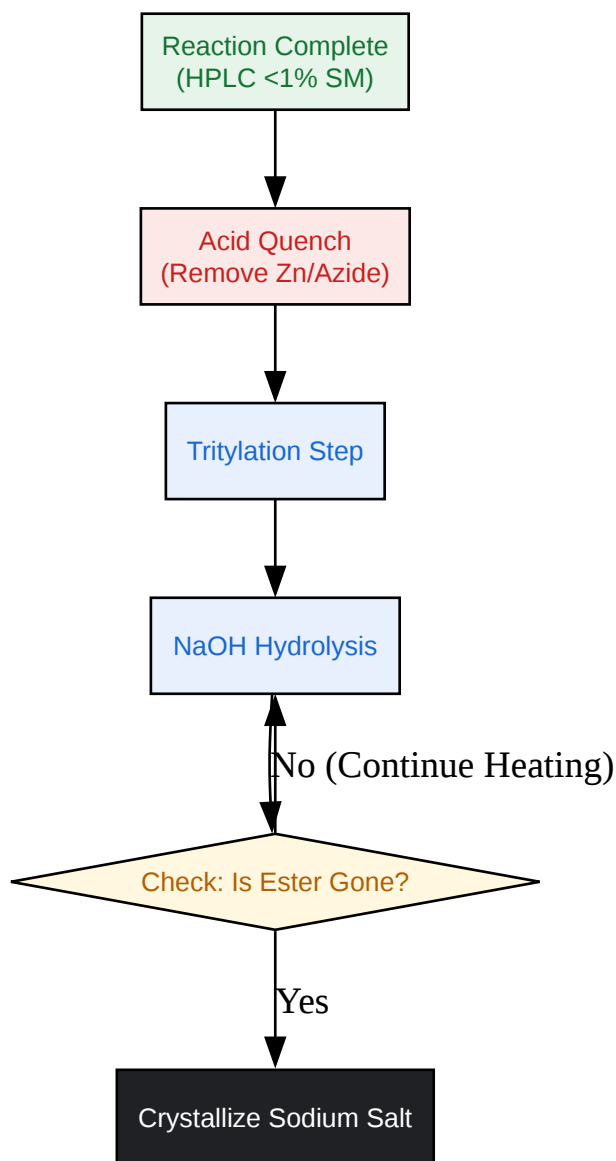 Reaction Complete
(HPLC <1% SM)
Acid Quench
(Remove Zn/Azide)
Tritylation Step
NaOH Hydrolysis
No (Continue Heating)
Check: Is Ester Gone?
Yes
Crystallize Sodium Salt